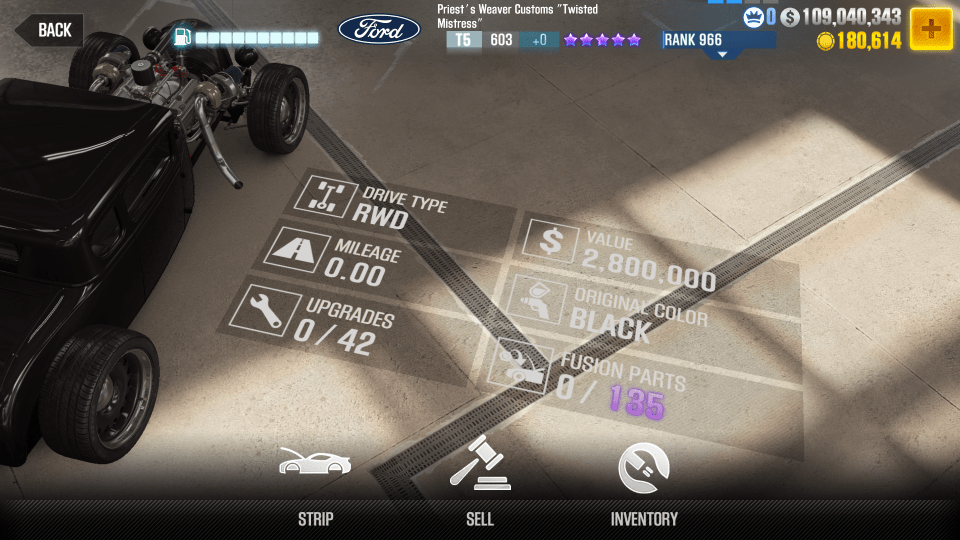 BACK
Ford
Priest's Weaver Customs "Twisted
Mistress"
T5 603 +0
RANK 966
0 $ 109,040,343
180,614
DRIVE TYPE
RWD
MILEAGE
0.00
UPGRADES
0/42
$ VALUE
2,800,000
ORIGINAL COLOR
BLACK
FUSION PARTS
0/135
STRIP
SELL
INVENTORY